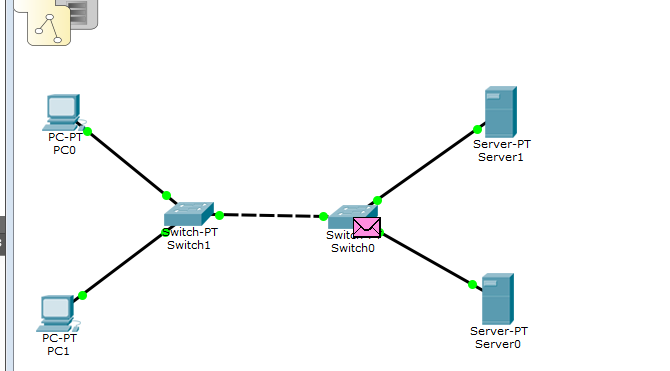 PC-PT
PC0
Server-PT
Server1
Switch-PT
Switch1
Switch0
PC-PT
PC1
Server-PT
Server0